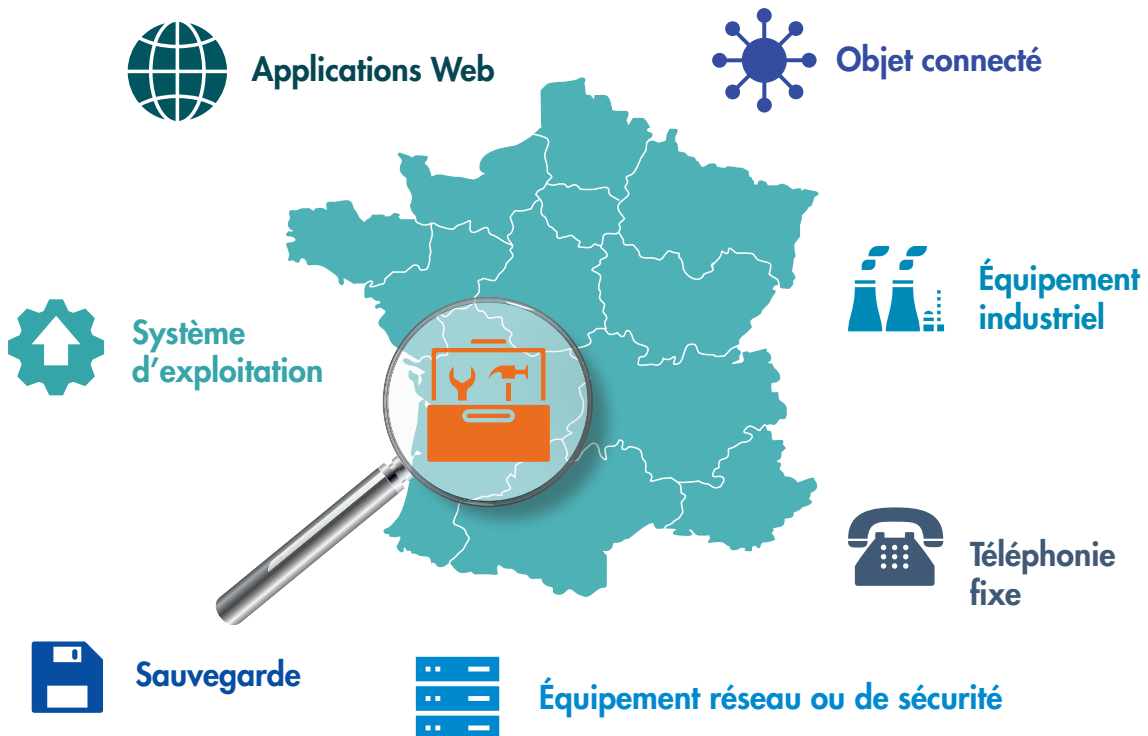 Applications Web
Objet connecté
Équipement
industriel
Système
d'exploitation
Téléphonie
fixe
Sauvegarde
Équipement réseau ou de sécurité